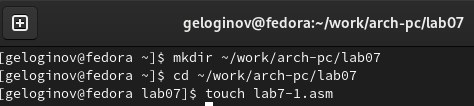 geloginov@fedora:~/work/arch-pc/lab07
[geloginov@fedora ~]$ mkdir ~/work/arch-pc/lab07
[geloginov@fedora ~]$ cd ~/work/arch-pc/lab07
[geloginov@fedora lab07]$ touch lab7-1.asm